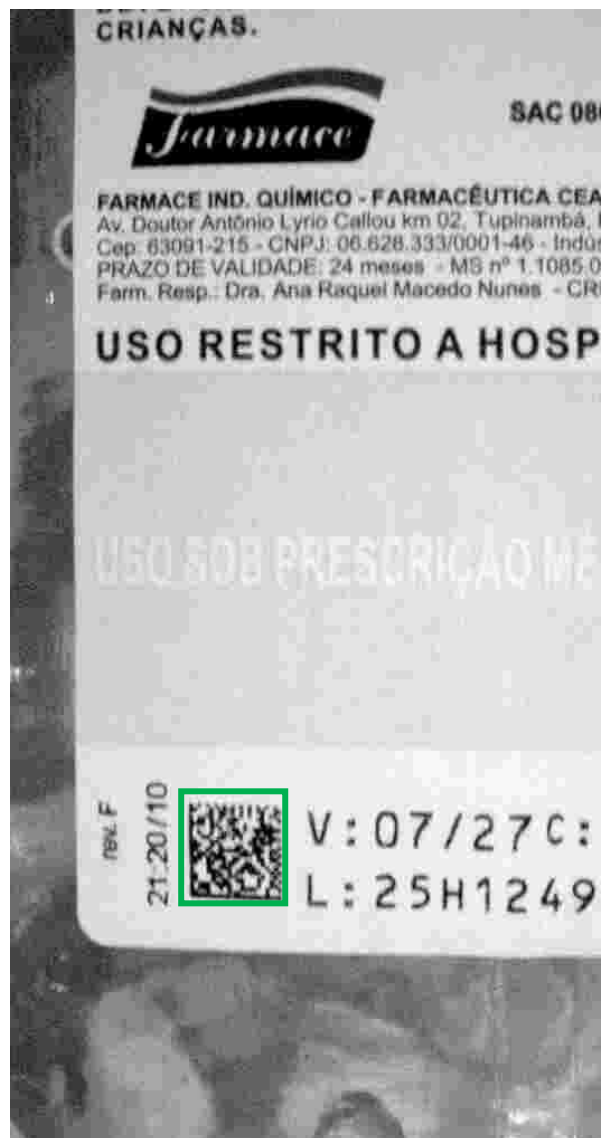 CRIANÇAS.
Farmace
SAC 080
FARMACE IND. QUÍMICO - FARMACÊUTICA CEA
Av. Doutor Antônio Lyrio Callou km 02, Tupinambá,
Cep: 63091-215 - CNPJ: 06.628.333/0001-46 - Indús
PRAZO DE VALIDADE: 24 meses - MS nº 1.1085.0
Farm. Resp.: Dra. Ana Raquel Macedo Nunes - CR
USO RESTRITO A HOSP
USO SOB PRESCRIÇÃO MÉ
rev. F
21:20/10
V:07/27C:
L:25H1249